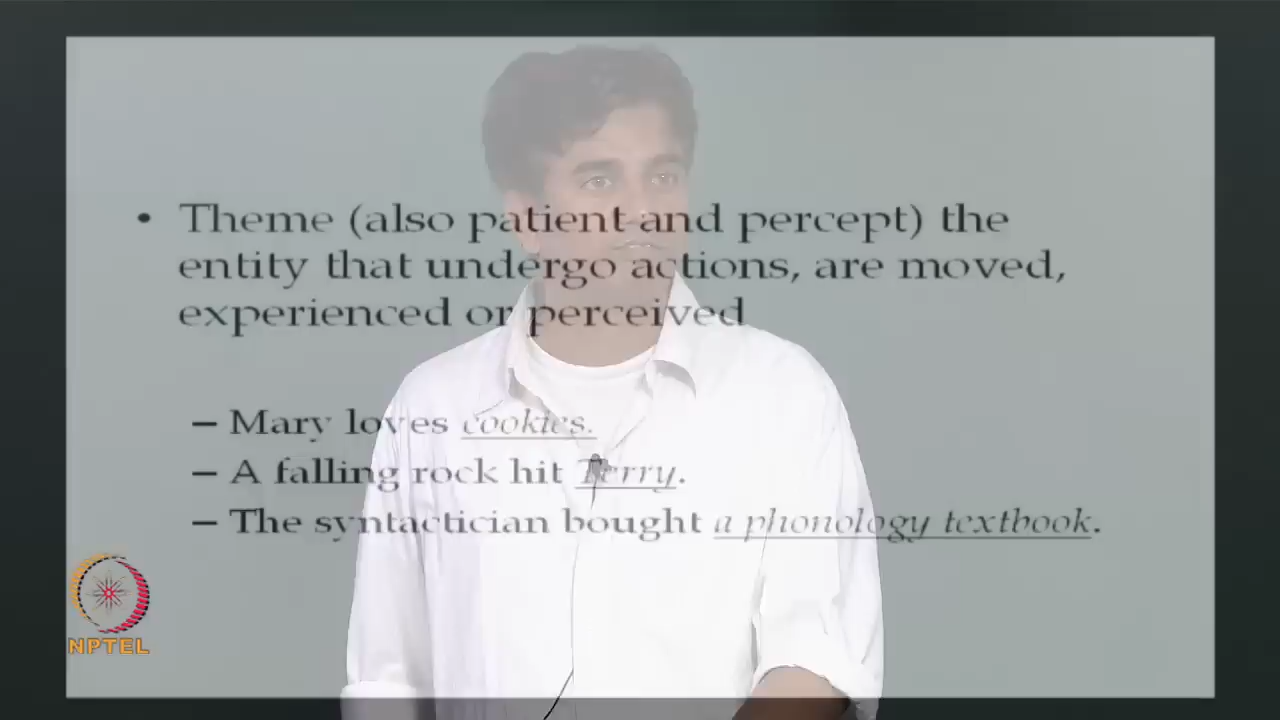 • Theme (also patient and percept) the
entity that undergo actions, are moved,
experienced or perceived
– Mary loves cookies.
– A falling rock hit Terry.
– The syntactician bought a phonology textbook.
NPTEL